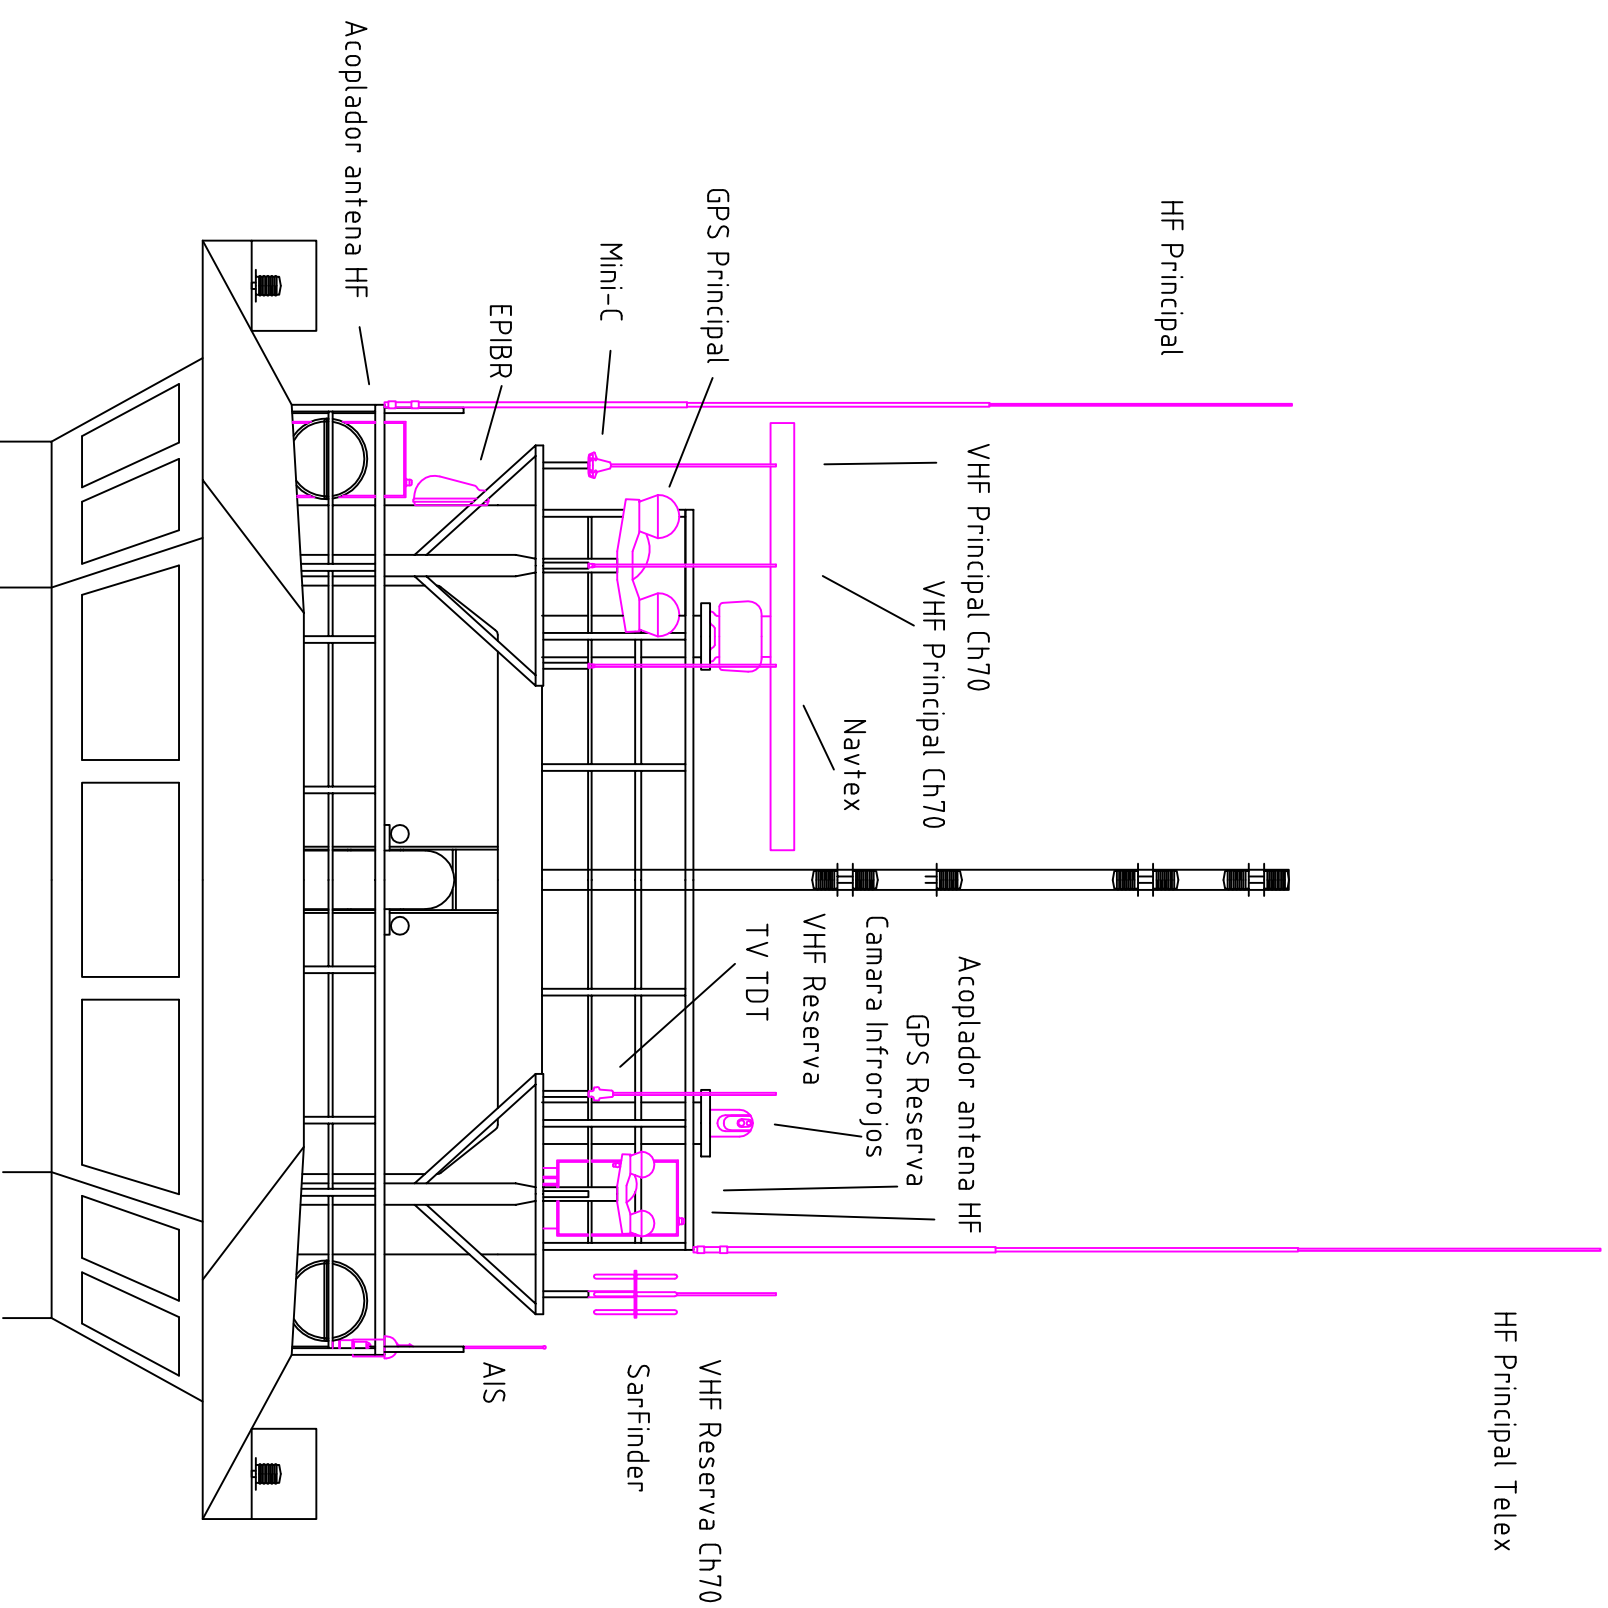 HF Principal
HF Principal Telex
VHF Principal Ch70
VHF Principal Ch70
Navtex
Acoplador antena HF
GPS Reserva
Camara Infrorojos
VHF Reserva
TV TDT
GPS Principal
VHF Reserva Ch70
Mini-C
SarFinder
EPIBR
AIS
Acoplador antena HF